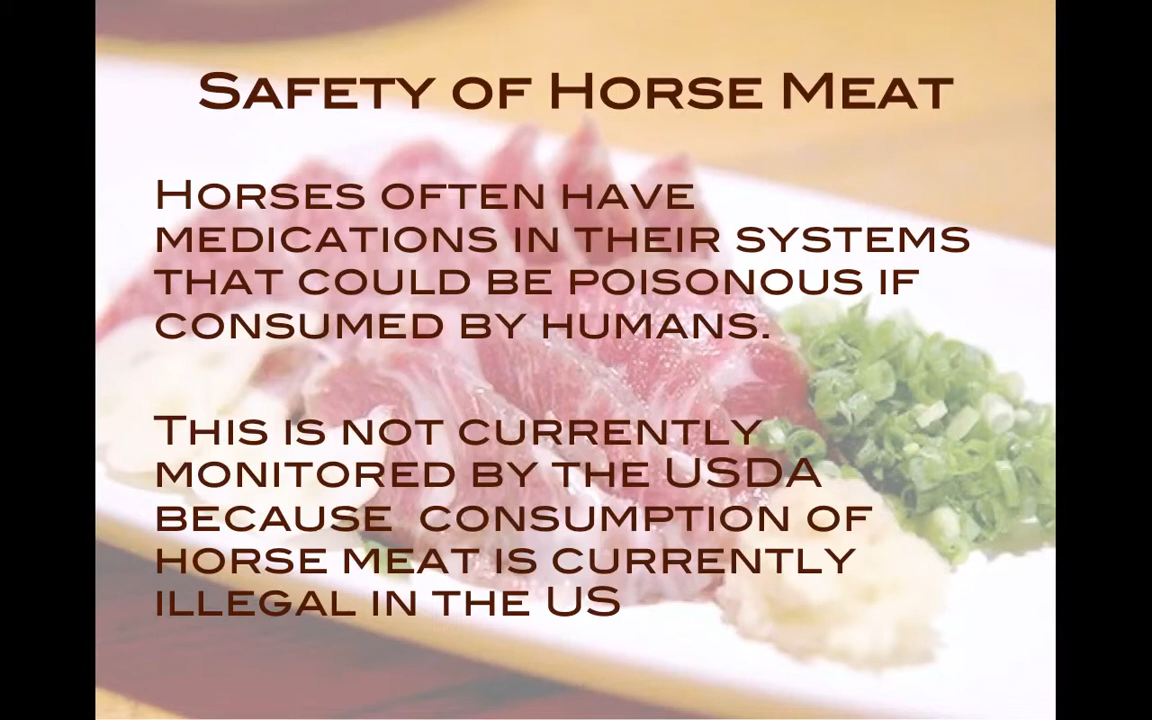 Safety of Horse Meat
Horses often have
medications in their systems
that could be poisonous if
consumed by humans.
This is not currently
monitored by the USDA
because  consumption of
horse meat is currently
illegal in the US